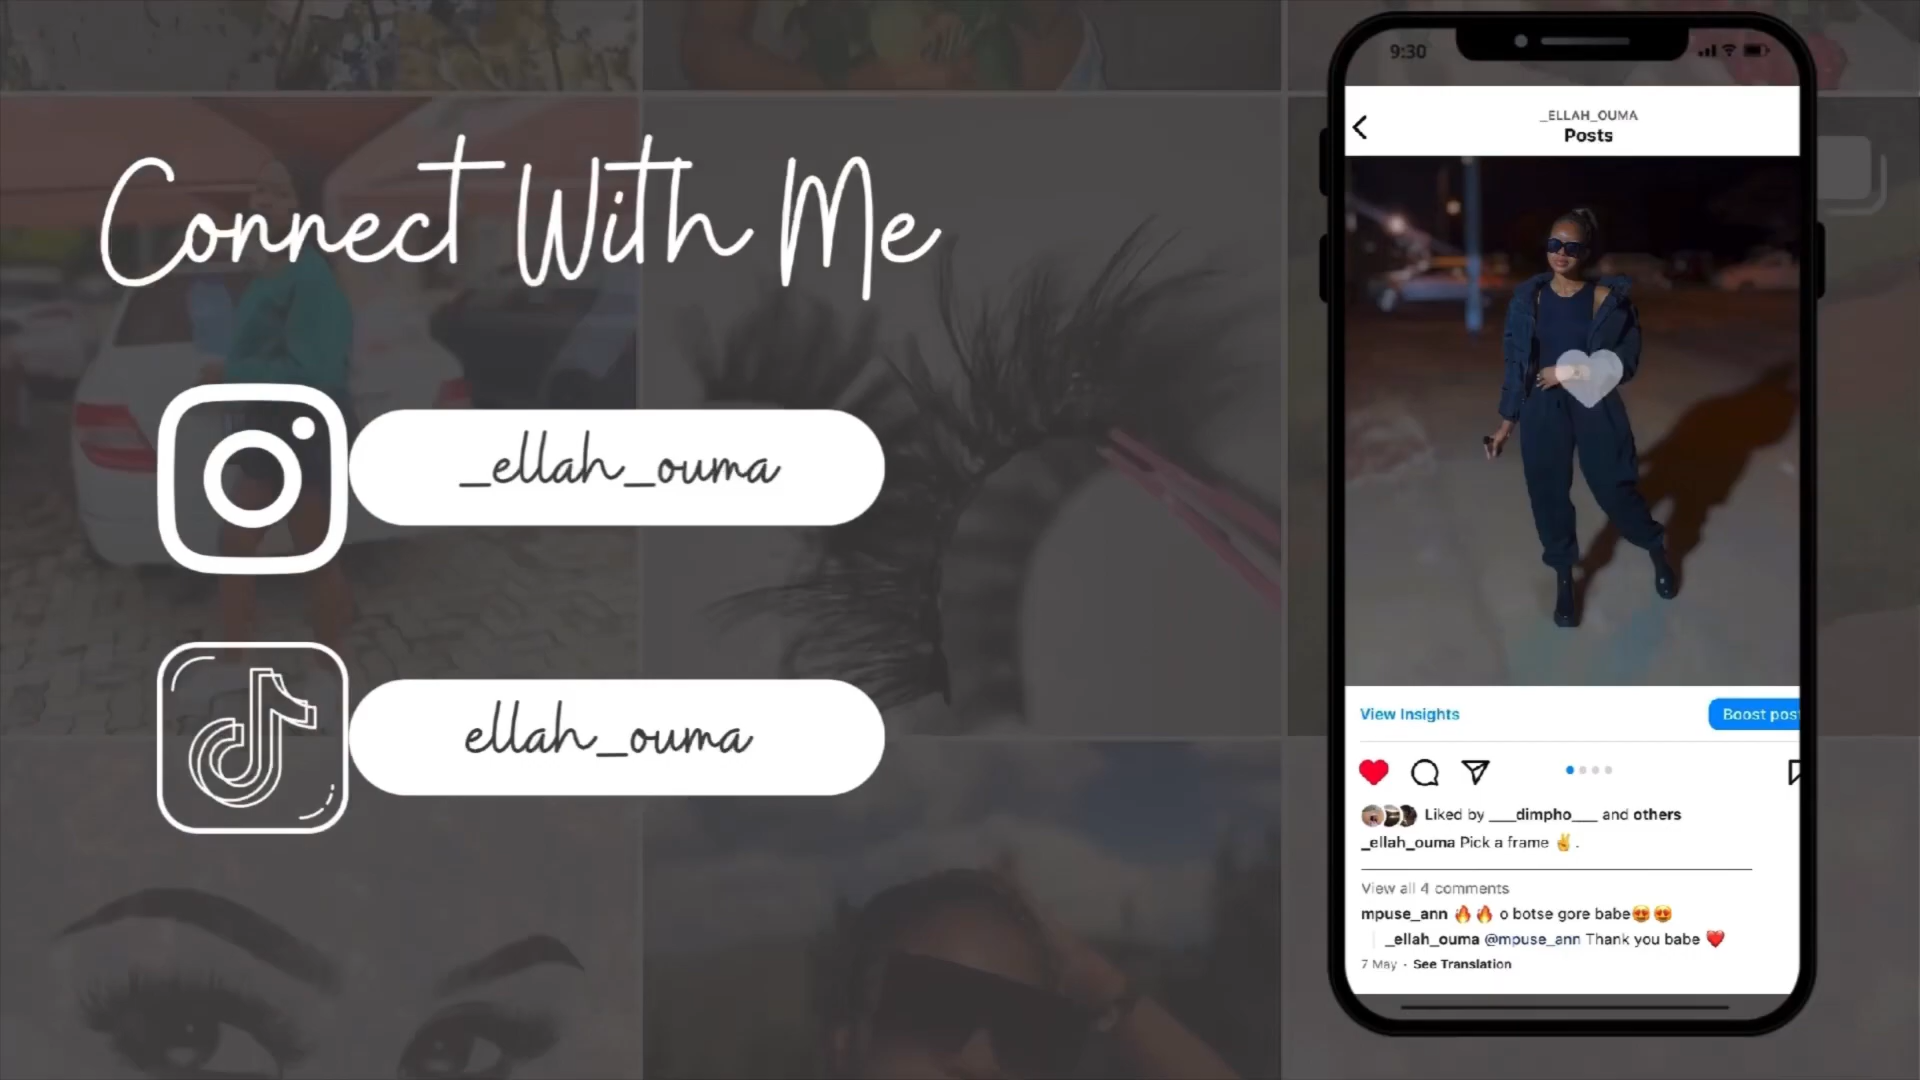 Connect With Me
_ellah_ouma
ellah_ouma
9:30
_ELLAH_OUMA
Posts
View Insights
Boost post
Liked by ___dimpho___ and others
_ellah_ouma Pick a frame ✌️.
View all 4 comments
mpuse_ann 🔥🔥 o botse gore babe😍😍
_ellah_ouma @mpuse_ann Thank you babe ❤️
7 May · See Translation